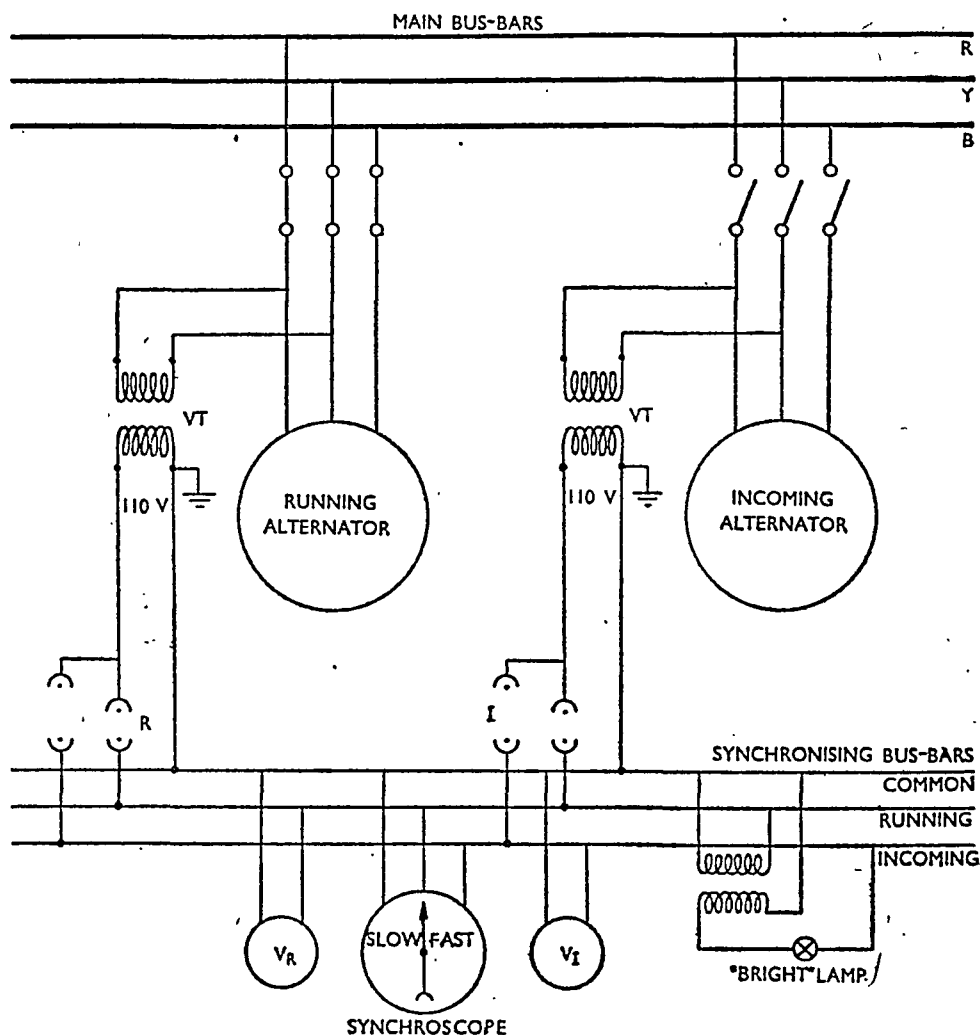 MAIN BUS-BARS
R
Y
B
VT
VT
110 V
RUNNING
ALTERNATOR
110 V
INCOMING
ALTERNATOR
R
I
SYNCHRONISING BUS-BARS
COMMON
RUNNING
INCOMING
VR
SLOW FAST
VI
"BRIGHT" LAMP
SYNCHROSCOPE